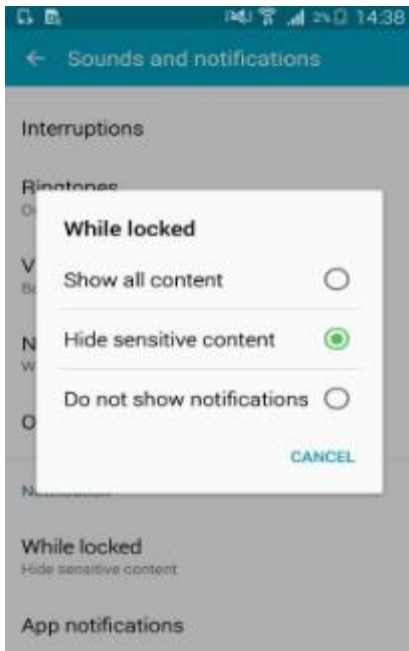 14:38
Sounds and notifications
Interruptions
Ringtones
While locked
Show all content
Hide sensitive content
Do not show notifications
CANCEL
While locked
Hide sensitive content
App notifications